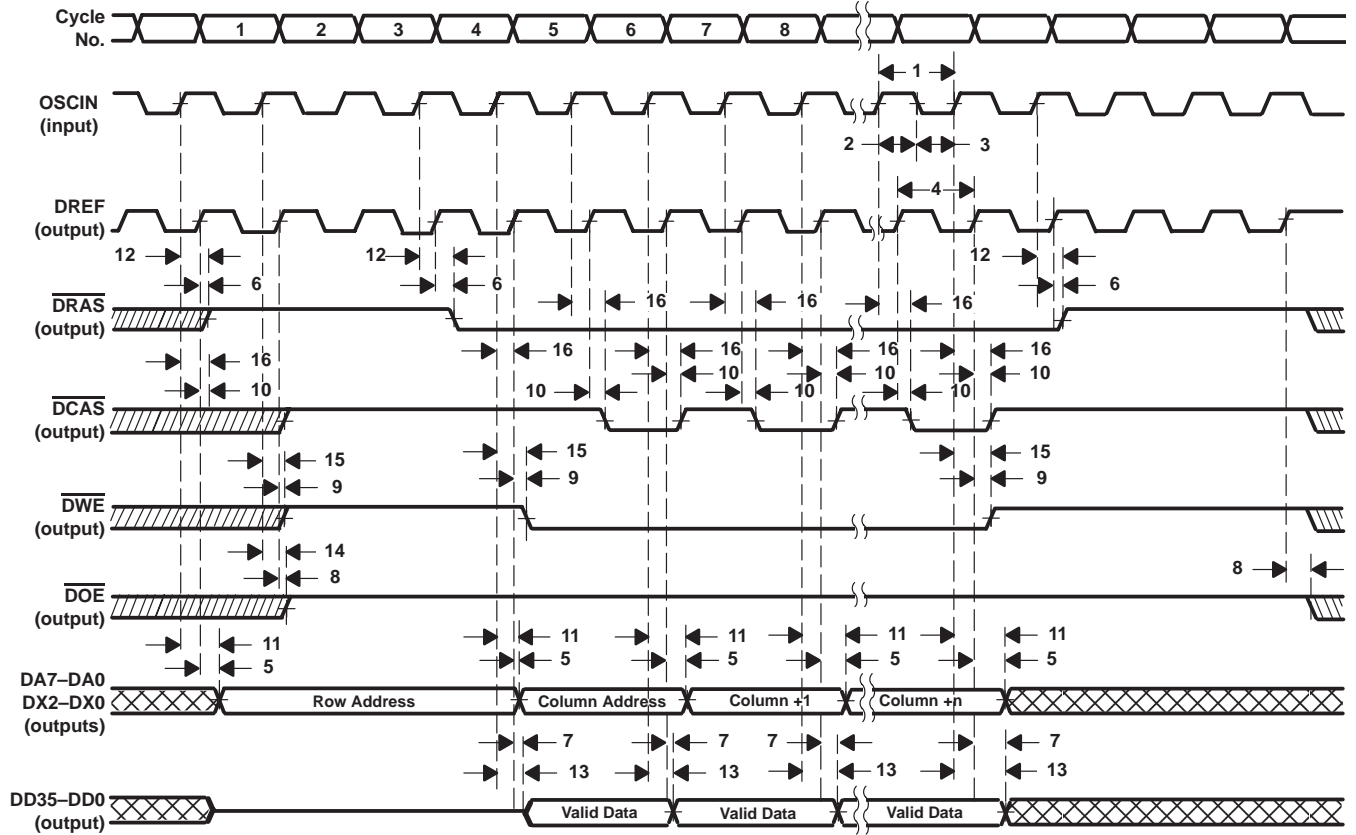 Cycle
No.
1 2 3 4 5 6 7 8
1
OSCIN
(input)
2 3
4
DREF
(output)
12 12 12
6 6 6
16 16 16
DRAS
(output)
16 16 16 16 16
10 10 10
10 10 10 10
DCAS
(output)
15 15 15
9 9 9
DWE
(output)
14
8 8
DOE
(output)
11 11 11 11 11
5 5 5 5 5
DA7–DA0
DX2–DX0
(outputs)
Row Address Column Address Column +1 Column +n
7 7 7 7
13 13 13 13
DD35–DD0
(output)
Valid Data Valid Data Valid Data